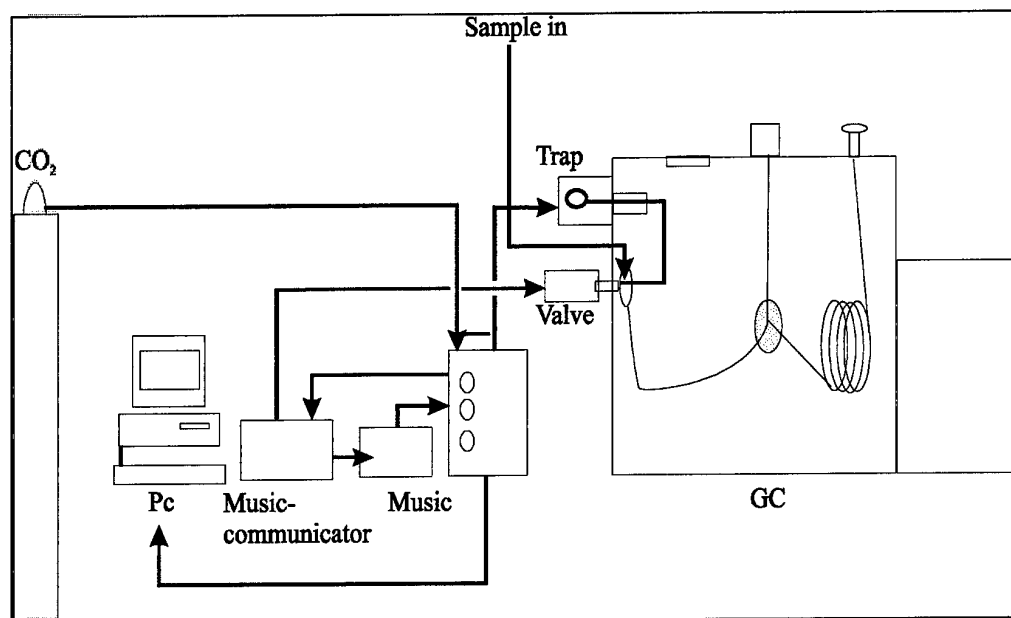 Sample in
CO₂
Trap
Valve
Pc
Music-
communicator
Music
GC